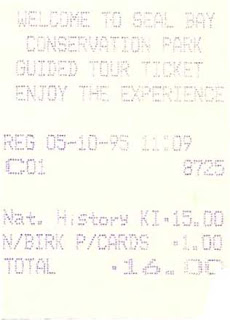 WELCOME TO SEAL BAY
CONSERVATION PARK
GUIDED TOUR TICKET
ENJOY THE EXPERIENCE
REG 05-10-95 11:09
C:01 8725
Nat. History KI •15.00
N/BIRK P/CARDS •1.00
TOTAL •16.00